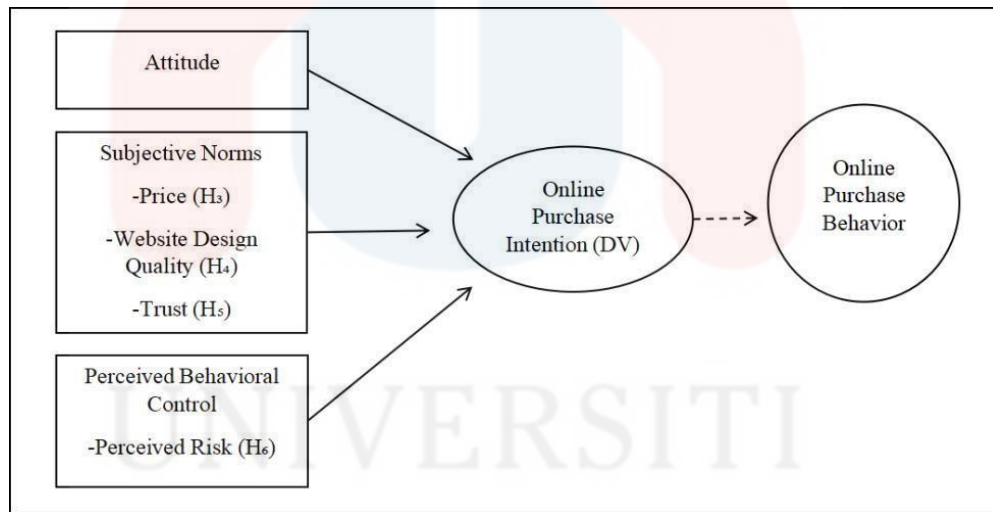 Attitude
Subjective Norms
-Price (H₃)
-Website Design
Quality (H₄)
-Trust (H₅)
Perceived Behavioral
Control
-Perceived Risk (H₆)
Online
Purchase
Intention (DV)
Online
Purchase
Behavior
UNIVERSITI